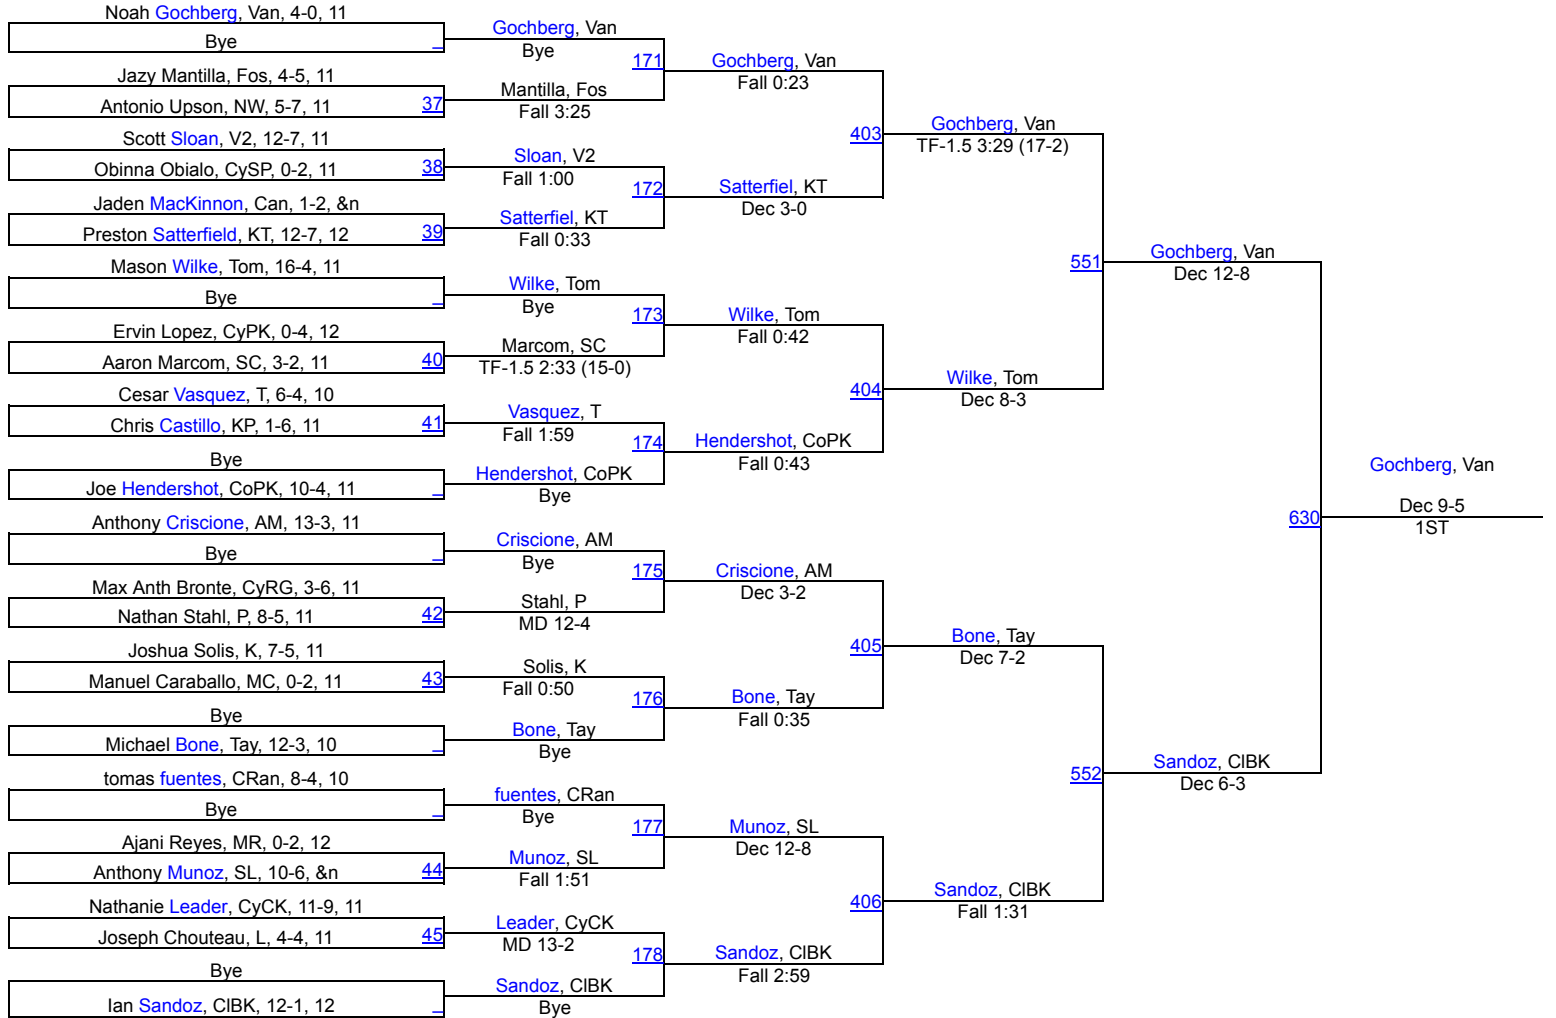 Noah Gochberg, Van, 4-0, 11
Bye
Jazy Mantilla, Fos, 4-5, 11
Antonio Upson, NW, 5-7, 11
37
Scott Sloan, V2, 12-7, 11
Obinna Obialo, CySP, 0-2, 11
38
Jaden MacKinnon, Can, 1-2, &n
Preston Satterfield, KT, 12-7, 12
39
Mason Wilke, Tom, 16-4, 11
Bye
Ervin Lopez, CyPK, 0-4, 12
Aaron Marcom, SC, 3-2, 11
40
Cesar Vasquez, T, 6-4, 10
Chris Castillo, KP, 1-6, 11
41
Bye
Joe Hendershot, CoPK, 10-4, 11
Anthony Criscione, AM, 13-3, 11
Bye
Max Anth Bronte, CyRG, 3-6, 11
Nathan Stahl, P, 8-5, 11
42
Joshua Solis, K, 7-5, 11
Manuel Caraballo, MC, 0-2, 11
43
Bye
Michael Bone, Tay, 12-3, 10
tomas fuentes, CRan, 8-4, 10
Bye
Ajani Reyes, MR, 0-2, 12
Anthony Munoz, SL, 10-6, &n
44
Nathanie Leader, CyCK, 11-9, 11
Joseph Chouteau, L, 4-4, 11
45
Bye
Ian Sandoz, ClBK, 12-1, 12
Gochberg, Van
Bye
171
Mantilla, Fos
Fall 3:25
Sloan, V2
Fall 1:00
172
Satterfiel, KT
Fall 0:33
Wilke, Tom
Bye
173
Marcom, SC
TF-1.5 2:33 (15-0)
Vasquez, T
Fall 1:59
174
Hendershot, CoPK
Bye
Criscione, AM
Bye
175
Stahl, P
MD 12-4
Solis, K
Fall 0:50
176
Bone, Tay
Bye
fuentes, CRan
Bye
177
Munoz, SL
Fall 1:51
Leader, CyCK
MD 13-2
178
Sandoz, ClBK
Bye
Gochberg, Van
Fall 0:23
403
Satterfiel, KT
Dec 3-0
Wilke, Tom
Fall 0:42
404
Hendershot, CoPK
Fall 0:43
Criscione, AM
Dec 3-2
405
Bone, Tay
Fall 0:35
Munoz, SL
Dec 12-8
406
Sandoz, ClBK
Fall 2:59
Gochberg, Van
TF-1.5 3:29 (17-2)
551
Wilke, Tom
Dec 8-3
Bone, Tay
Dec 7-2
552
Sandoz, ClBK
Fall 1:31
Gochberg, Van
Dec 12-8
630
Sandoz, ClBK
Dec 6-3
Gochberg, Van
Dec 9-5
1ST